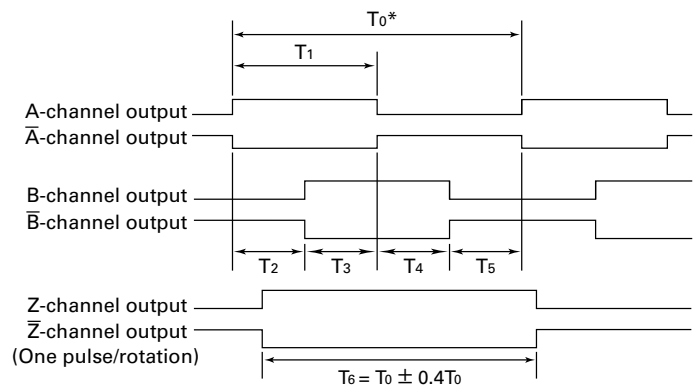 T₀*
T₁
A-channel output
A̅-channel output
B-channel output
B̅-channel output
T₂ T₃ T₄ T₅
Z-channel output
Z̅-channel output
(One pulse/rotation)
T₆ = T₀ ± 0.4T₀